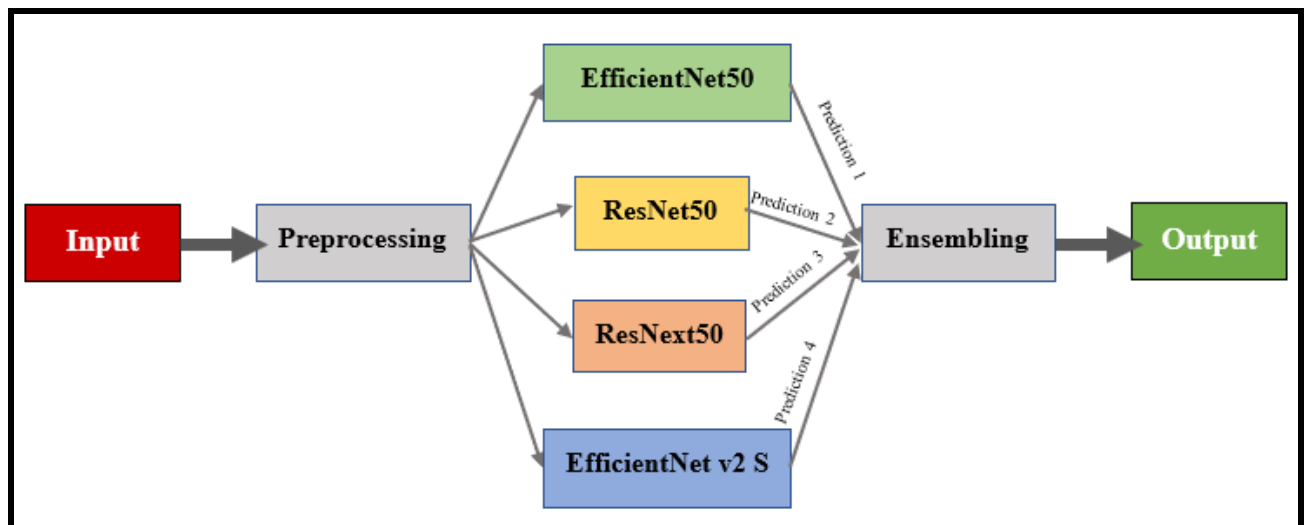 Input
Preprocessing
EfficientNet50
ResNet50
ResNext50
EfficientNet v2 S
Prediction 1
Prediction 2
Prediction 3
Prediction 4
Ensembling
Output